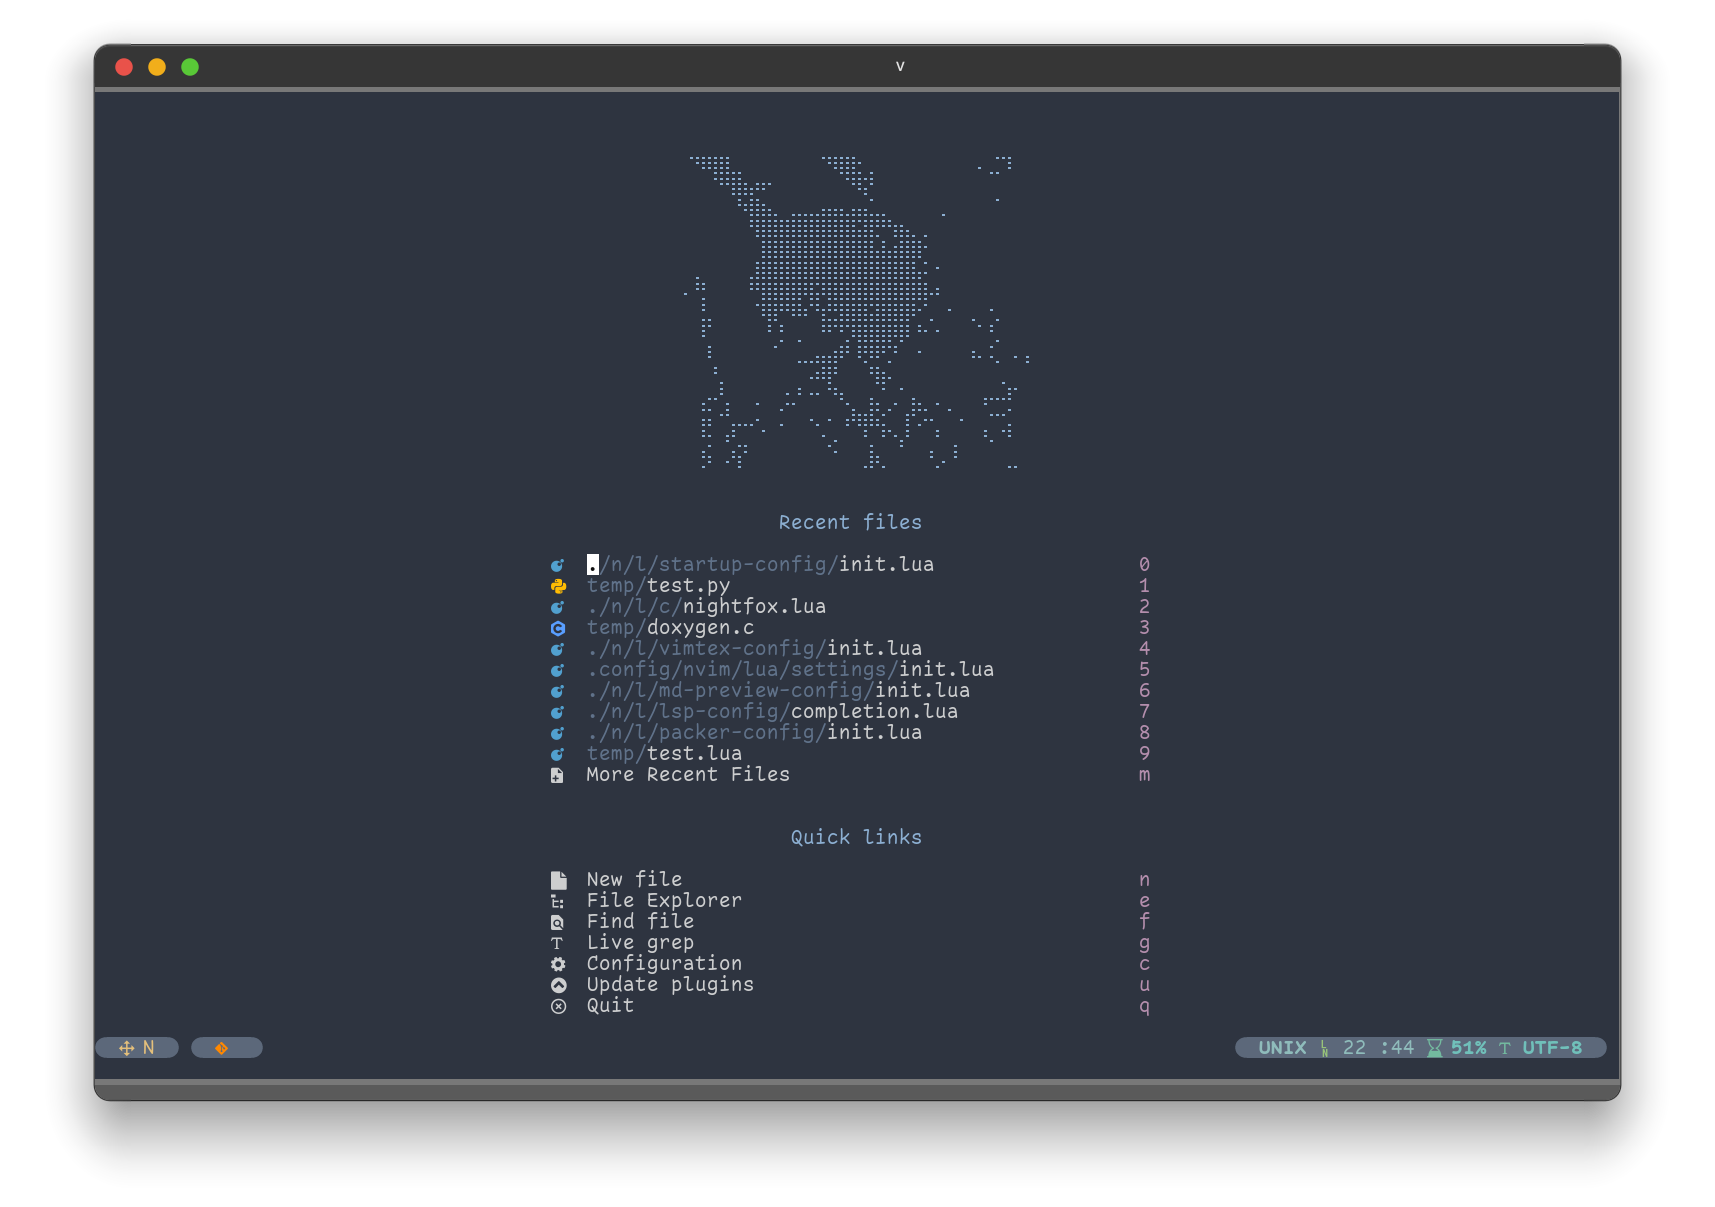 v
Recent files
./n/l/startup-config/init.lua 0
temp/test.py 1
./n/l/c/nightfox.lua 2
temp/doxygen.c 3
./n/l/vimtex-config/init.lua 4
.config/nvim/lua/settings/init.lua 5
./n/l/md-preview-config/init.lua 6
./n/l/lsp-config/completion.lua 7
./n/l/packer-config/init.lua 8
temp/test.lua 9
More Recent Files m
Quick links
New file n
File Explorer e
Find file f
T Live grep g
Configuration c
Update plugins u
Quit q
N UNIX LN 22 :44 51% T UTF-8